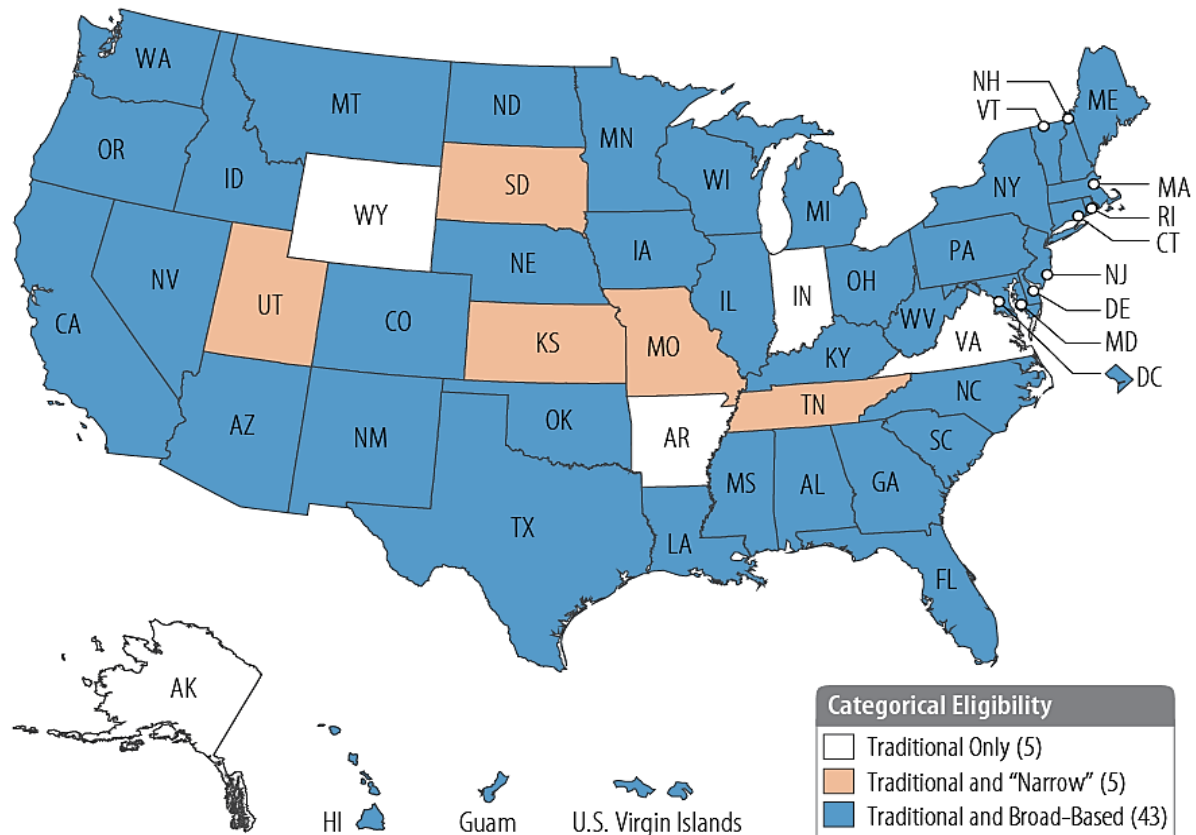 WA
MT
ND
MN
OR
ID
SD
WI
MI
NY
NH
VT
ME
MA
RI
CT
WY
NV
UT
CA
CO
NE
IA
IL
IN
OH
PA
NJ
DE
MD
DC
WV
VA
KS
MO
KY
NC
TN
AZ
NM
OK
AR
SC
MS
AL
GA
TX
LA
FL
AK
HI
Guam
U.S. Virgin Islands
Categorical Eligibility
Traditional Only (5)
Traditional and “Narrow” (5)
Traditional and Broad-Based (43)